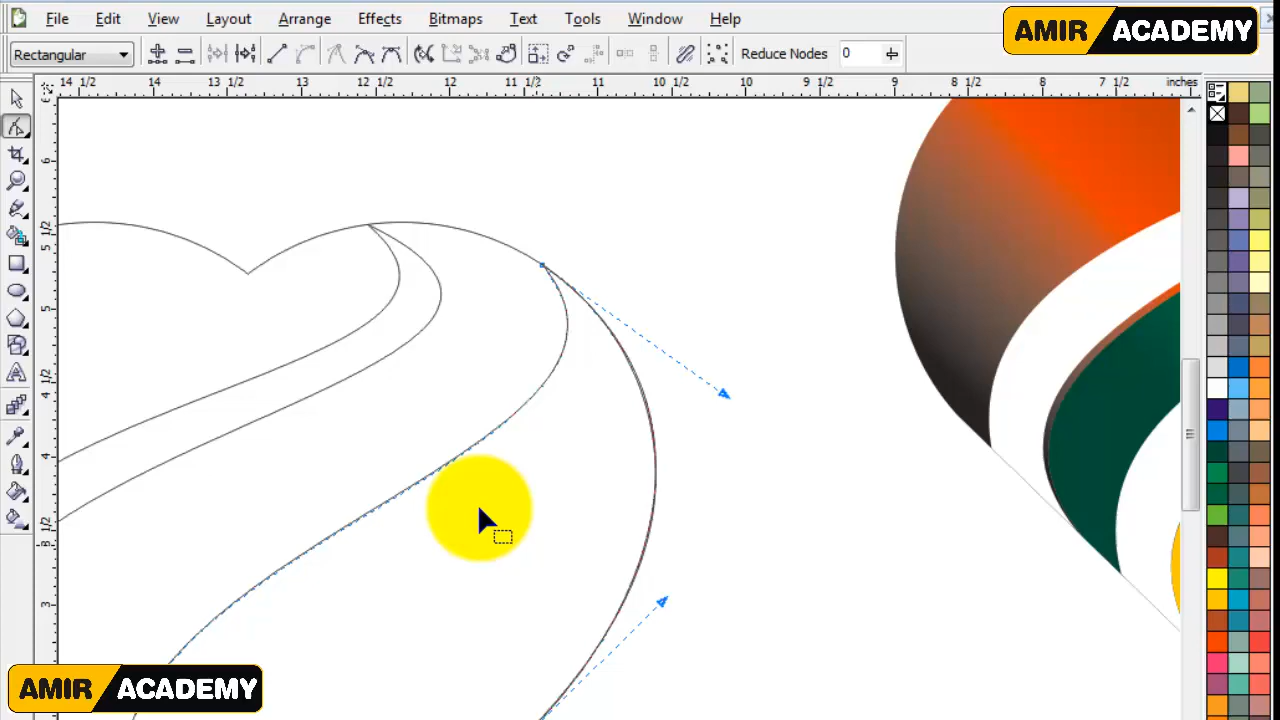 File Edit View Layout Arrange Effects Bitmaps Text Tools Window Help
AMIR ACADEMY
Rectangular Reduce Nodes 0
14 1/2 14 13 1/2 13 12 1/2 12 11 1/2 11 10 1/2 10 9 1/2 9 8 1/2 8 7 1/2 inches
AMIR ACADEMY